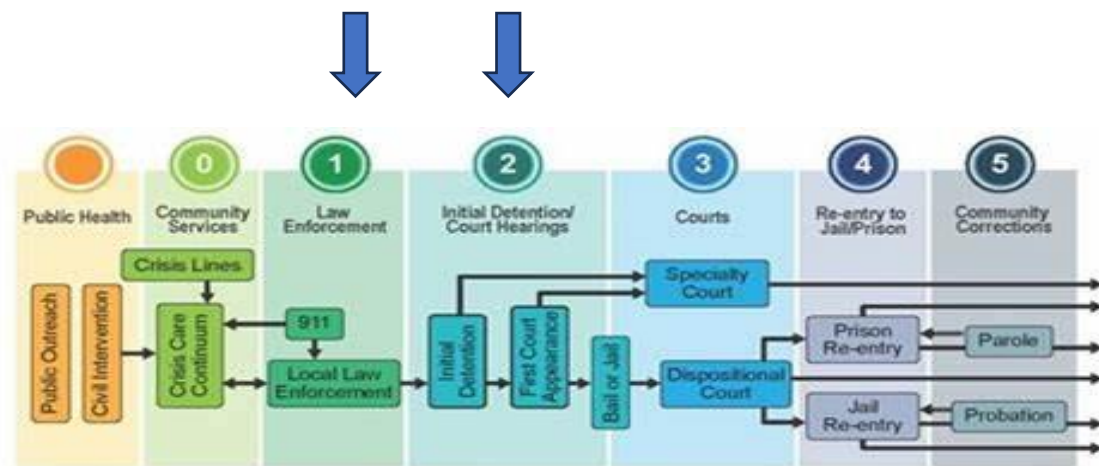 0
1
2
3
4
5
Public Health
Community
Services
Law
Enforcement
Initial Detention/
Court Hearings
Courts
Re-entry to
Jail/Prison
Community
Corrections
Public Outreach
Civil Intervention
Crisis Lines
Crisis Care
Continuum
911
Local Law
Enforcement
Initial
Detention
First Court
Appearance
Bail or Jail
Specialty
Court
Dispositional
Court
Prison
Re-entry
Jail
Re-entry
Parole
Probation